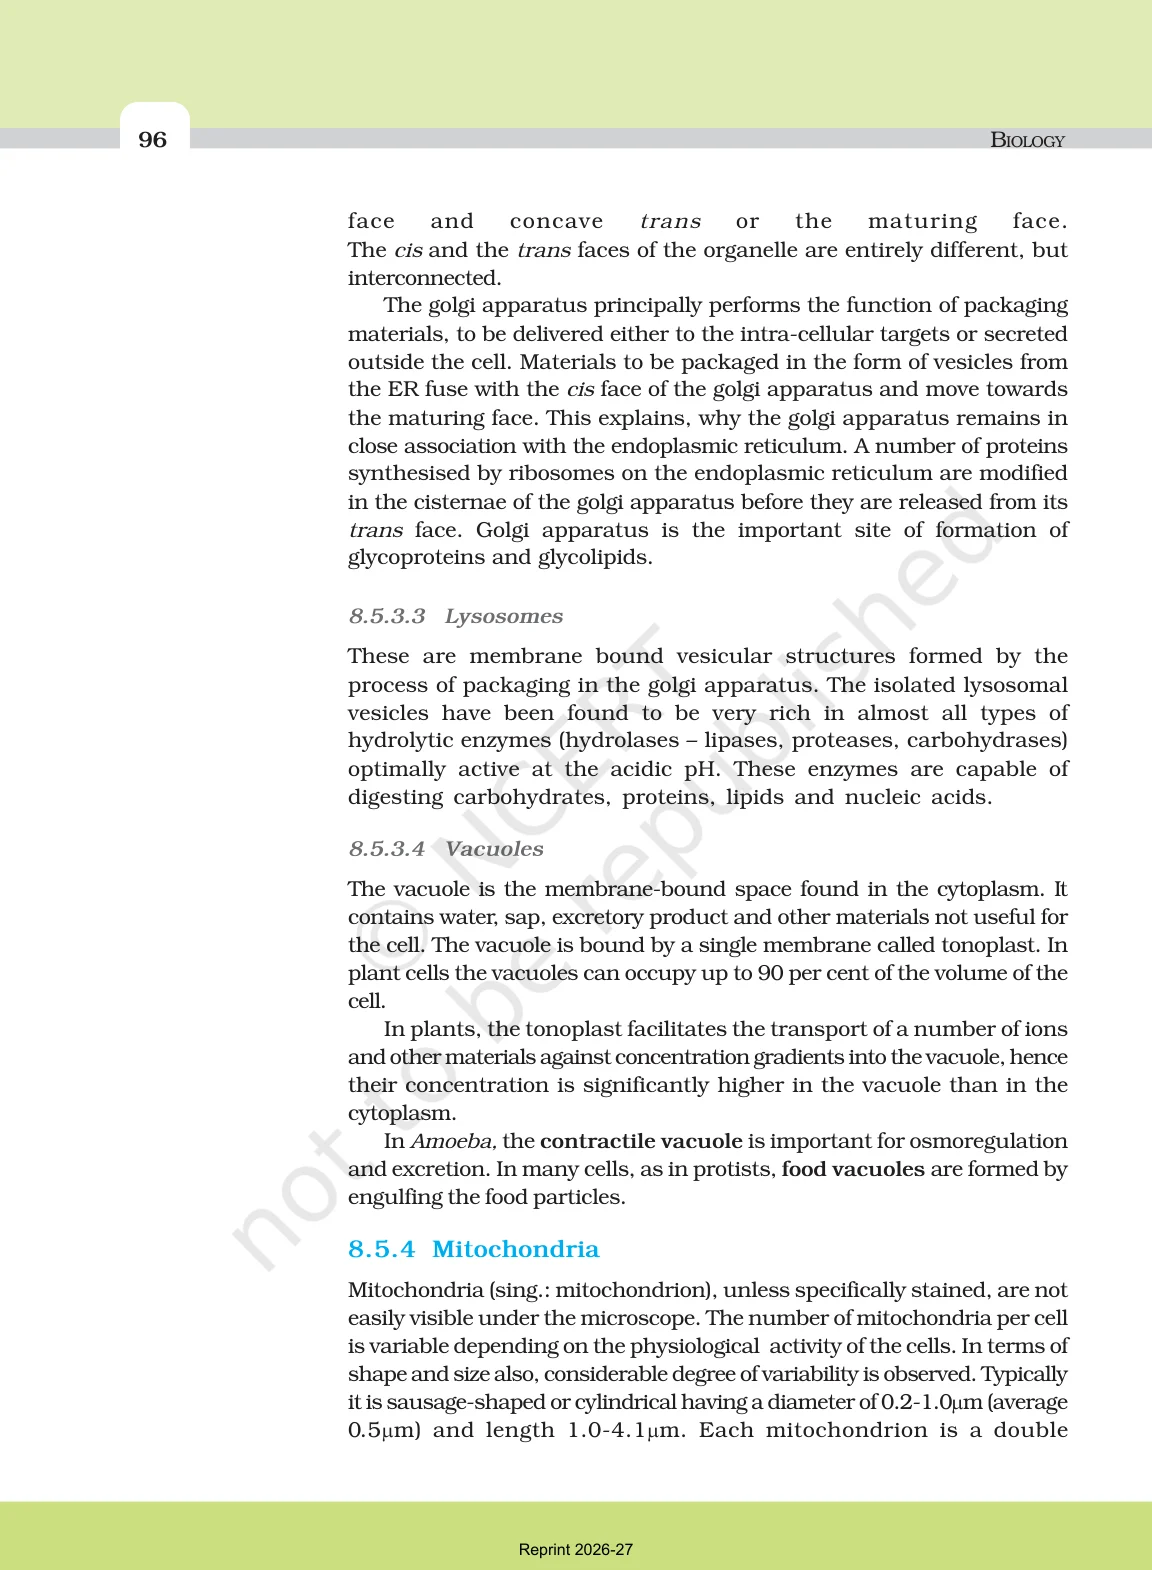 96
BIOLOGY
face and concave trans or the maturing face.
The cis and the trans faces of the organelle are entirely different, but
interconnected.
The golgi apparatus principally performs the function of packaging
materials, to be delivered either to the intra-cellular targets or secreted
outside the cell. Materials to be packaged in the form of vesicles from
the ER fuse with the cis face of the golgi apparatus and move towards
the maturing face. This explains, why the golgi apparatus remains in
close association with the endoplasmic reticulum. A number of proteins
synthesised by ribosomes on the endoplasmic reticulum are modified
in the cisternae of the golgi apparatus before they are released from its
trans face. Golgi apparatus is the important site of formation of
glycoproteins and glycolipids.
8.5.3.3 Lysosomes
These are membrane bound vesicular structures formed by the
process of packaging in the golgi apparatus. The isolated lysosomal
vesicles have been found to be very rich in almost all types of
hydrolytic enzymes (hydrolases – lipases, proteases, carbohydrases)
optimally active at the acidic pH. These enzymes are capable of
digesting carbohydrates, proteins, lipids and nucleic acids.
8.5.3.4 Vacuoles
The vacuole is the membrane-bound space found in the cytoplasm. It
contains water, sap, excretory product and other materials not useful for
the cell. The vacuole is bound by a single membrane called tonoplast. In
plant cells the vacuoles can occupy up to 90 per cent of the volume of the
cell.
In plants, the tonoplast facilitates the transport of a number of ions
and other materials against concentration gradients into the vacuole, hence
their concentration is significantly higher in the vacuole than in the
cytoplasm.
In Amoeba, the contractile vacuole is important for osmoregulation
and excretion. In many cells, as in protists, food vacuoles are formed by
engulfing the food particles.
8.5.4 Mitochondria
Mitochondria (sing.: mitochondrion), unless specifically stained, are not
easily visible under the microscope. The number of mitochondria per cell
is variable depending on the physiological activity of the cells. In terms of
shape and size also, considerable degree of variability is observed. Typically
it is sausage-shaped or cylindrical having a diameter of 0.2-1.0μm (average
0.5μm) and length 1.0-4.1μm. Each mitochondrion is a double
© NCERT
not to be republished
Reprint 2026-27